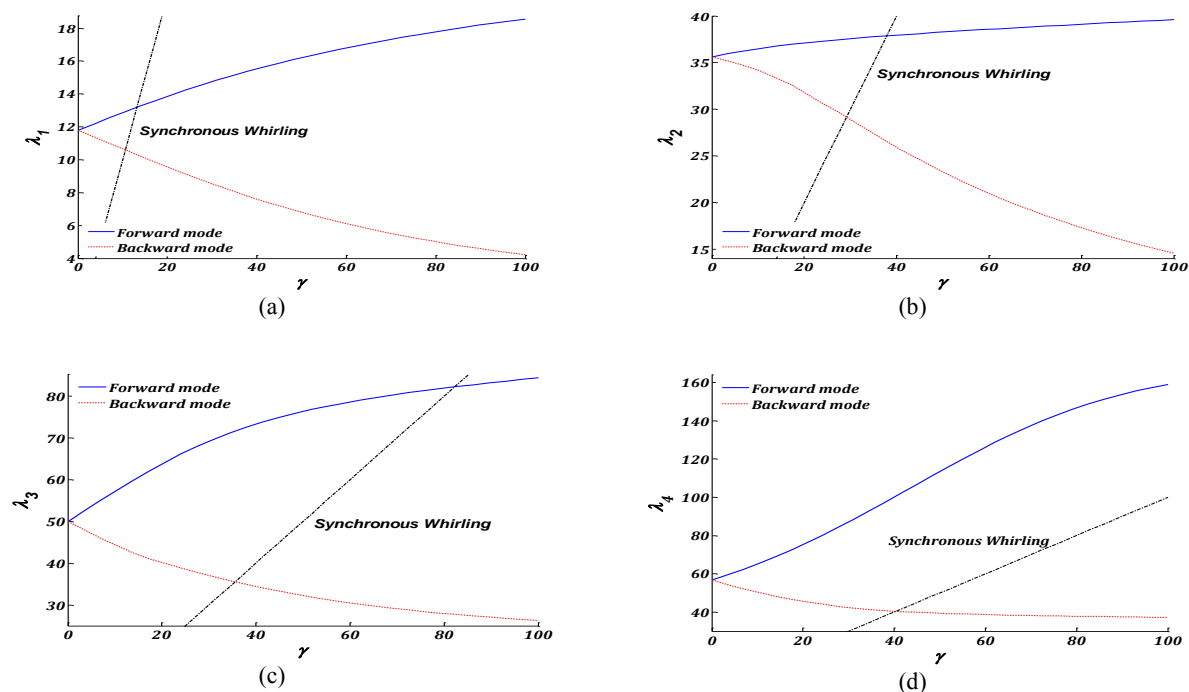 18
16
14
12
10
8
6
4
λ1
Synchronous Whirling
Forward mode
Backward mode
0 20 40 60 80 100
γ
(a)
40
35
30
25
20
15
λ2
Synchronous Whirling
Forward mode
Backward mode
0 20 40 60 80 100
γ
(b)
80
70
60
50
40
30
λ3
Forward mode
Backward mode
Synchronous Whirling
0 20 40 60 80 100
γ
(c)
160
140
120
100
80
60
40
λ4
Forward mode
Backward mode
Synchronous Whirling
0 20 40 60 80 100
γ
(d)